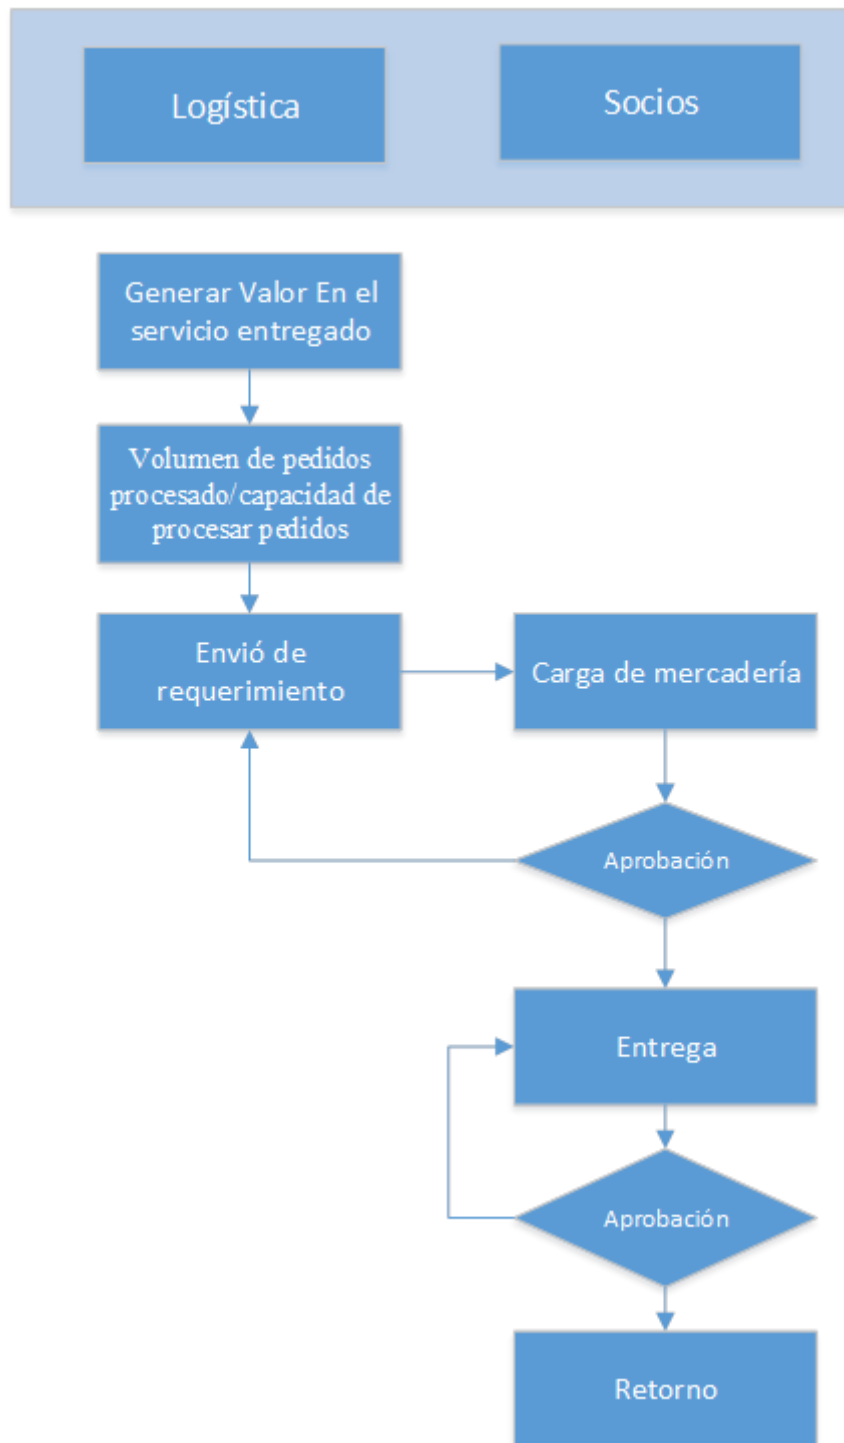 Logística
Socios
Generar Valor En el
servicio entregado
Volumen de pedidos
procesado/capacidad de
procesar pedidos
Envió de
requerimiento
Carga de mercadería
Aprobación
Entrega
Aprobación
Retorno